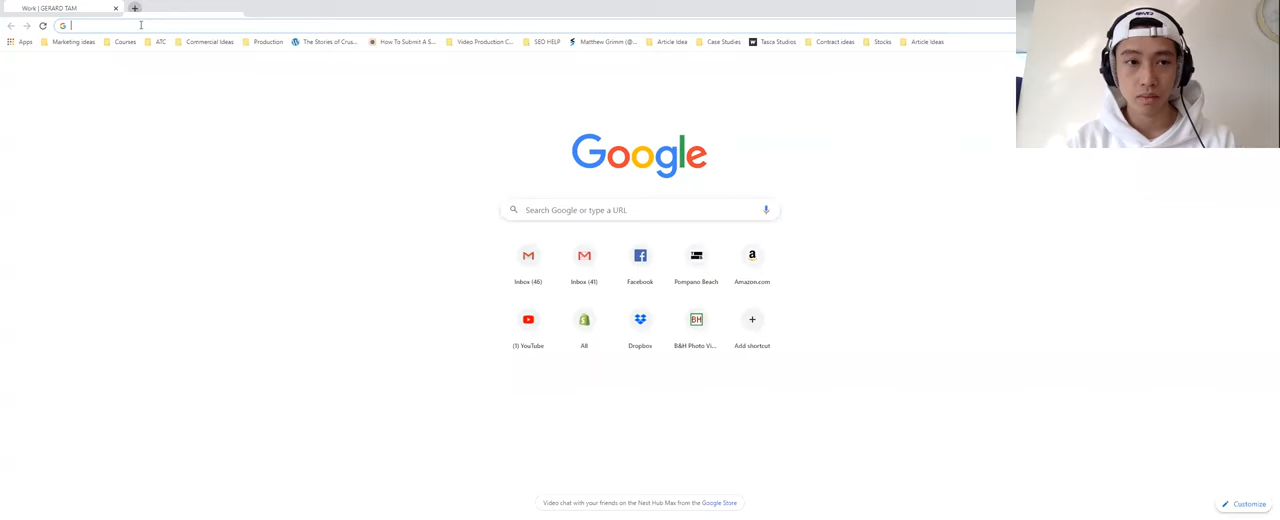 Work | GERARD TAM
Apps Marketing ideas Courses ATC Commercial Ideas Production The Stories of Crus... How To Submit A S... Video Production C... SEO HELP Matthew Grimm (@... Article Idea Case Studies Tasca Studios Contract ideas Stocks Article Ideas
Google
Search Google or type a URL
Inbox (46) Inbox (41) Facebook Pompano Beach Amazon.com
BH
(1) YouTube All Dropbox B&H Photo Vi... Add shortcut
Video chat with your friends on the Nest Hub Max from the Google Store
Customize